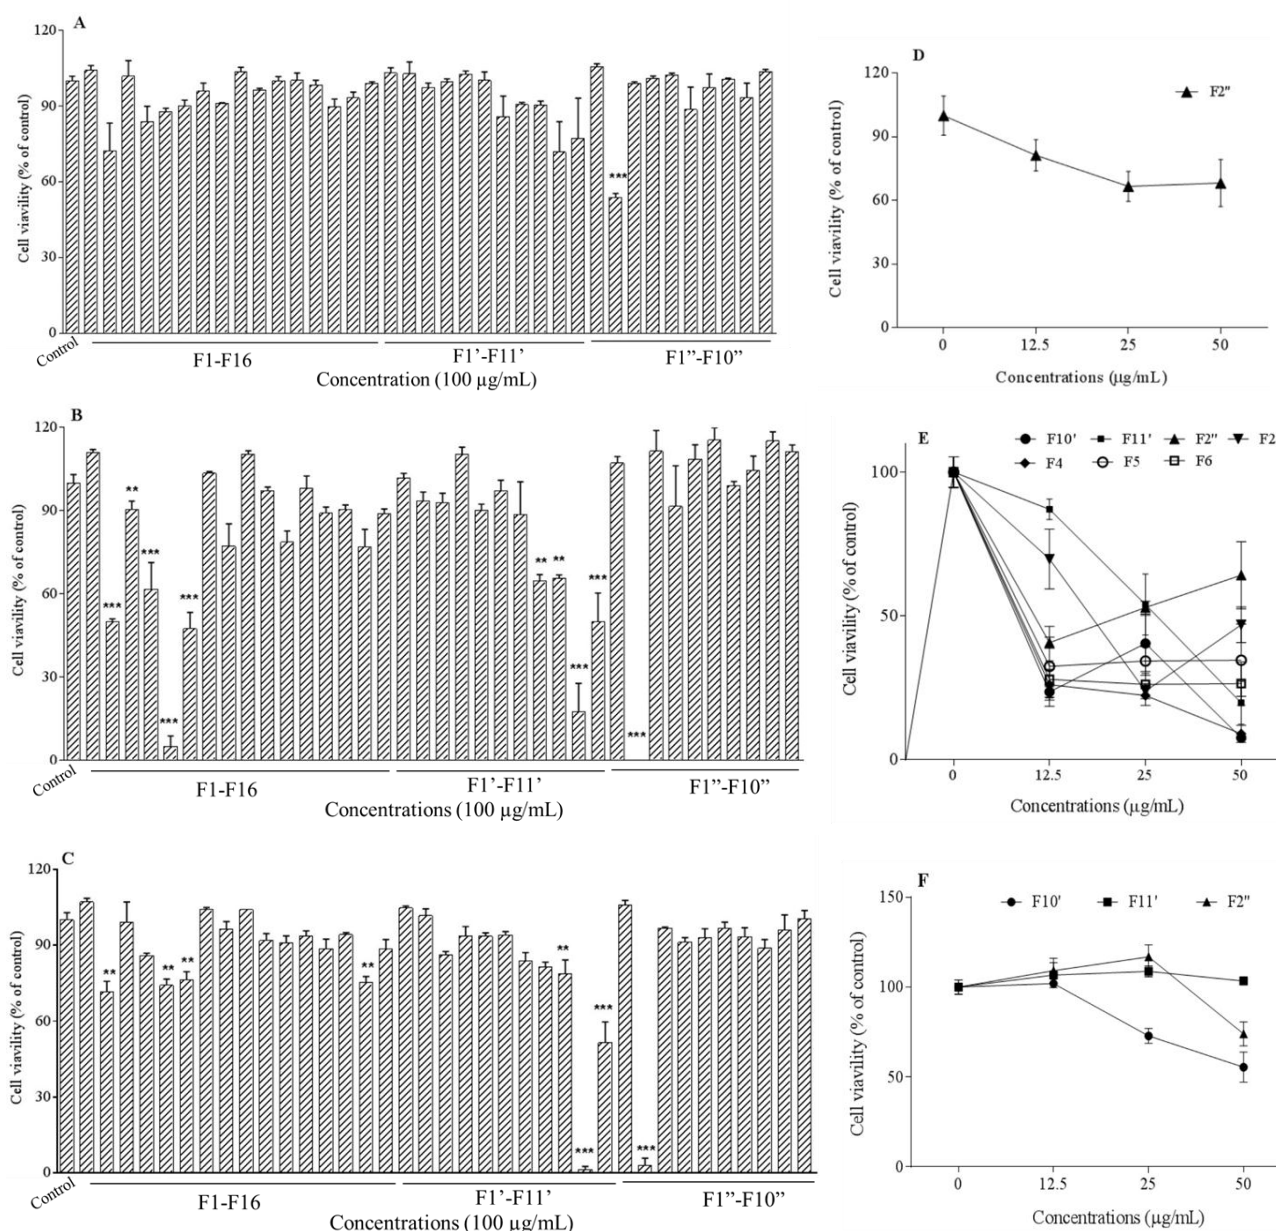 A
Cell viavility (% of control)
120
90
60
30
0
***
Control
F1-F16
F1’-F11’
F1”-F10”
Concentration (100 µg/mL)
D
Cell viavility (% of control)
120
90
60
30
0
F2"
0 12.5 25 50
Concentrations (µg/mL)
B
Cell viavility (% of control)
120
90
60
30
0
*** ** *** *** *** ** ** *** *** ***
Control
F1-F16
F1’-F11’
F1”-F10”
Concentrations (100 µg/mL)
E
Cell viavility (% of control)
100
50
0
F10' F11' F2" F2
F4 F5 F6
0 12.5 25 50
Concentrations (µg/mL)
C
Cell viavility (% of control)
120
90
60
30
0
** ** ** ** ** *** *** ***
Control
F1-F16
F1’-F11’
F1”-F10”
Concentrations (100 µg/mL)
F
Cell viavility (% of control)
150
100
50
0
F10' F11' F2"
0 12.5 25 50
Concentrations (µg/mL)